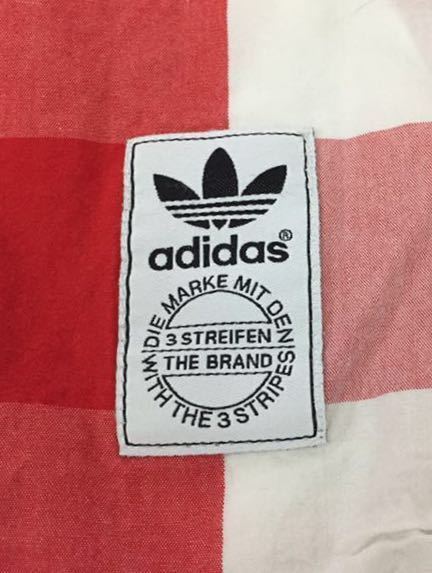 adidas®
DIE MARKE MIT DEN
3 STREIFEN
THE BRAND
WITH THE 3 STRIPES